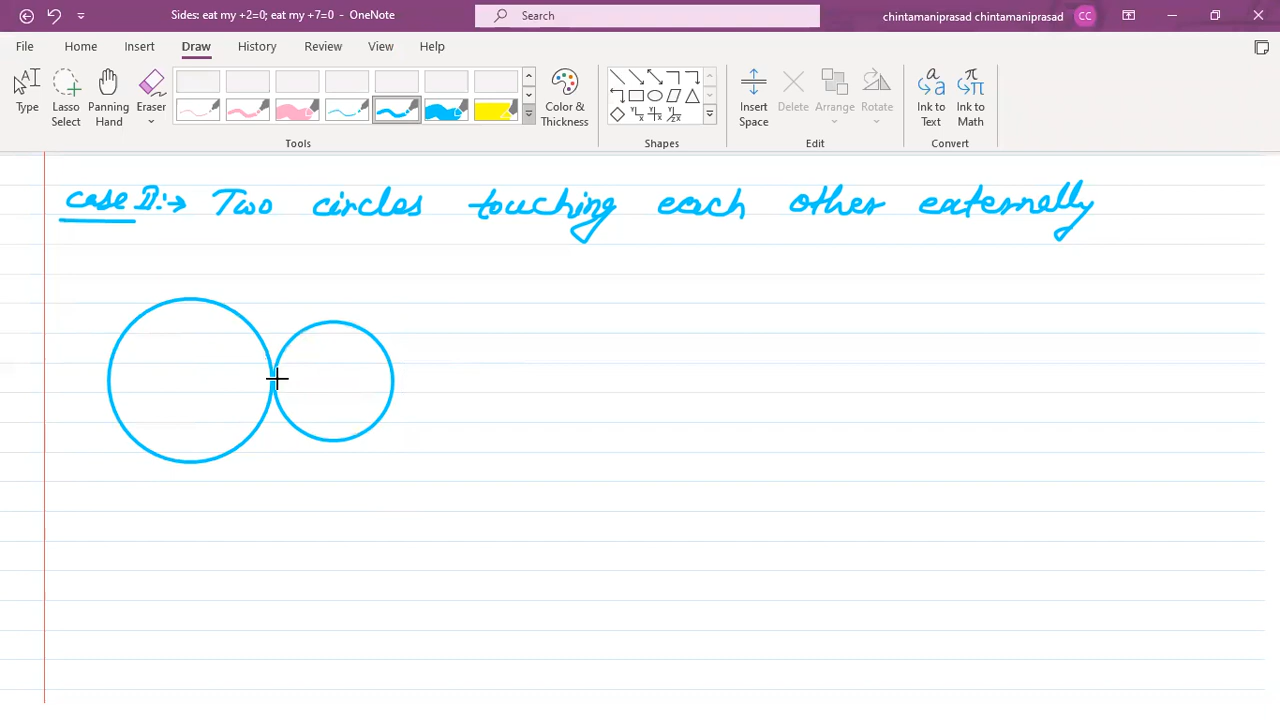 Sides: eat my +2=0; eat my +7=0 - OneNote
Search
chintamaniprasad chintamaniprasad CC
File Home Insert Draw History Review View Help
Type
Lasso Select
Panning Hand
Eraser
Color & Thickness
Insert Space
Delete
Arrange
Rotate
Ink to Text
Ink to Math
Tools
Shapes
Edit
Convert
case II:→ Two circles touching each other externally